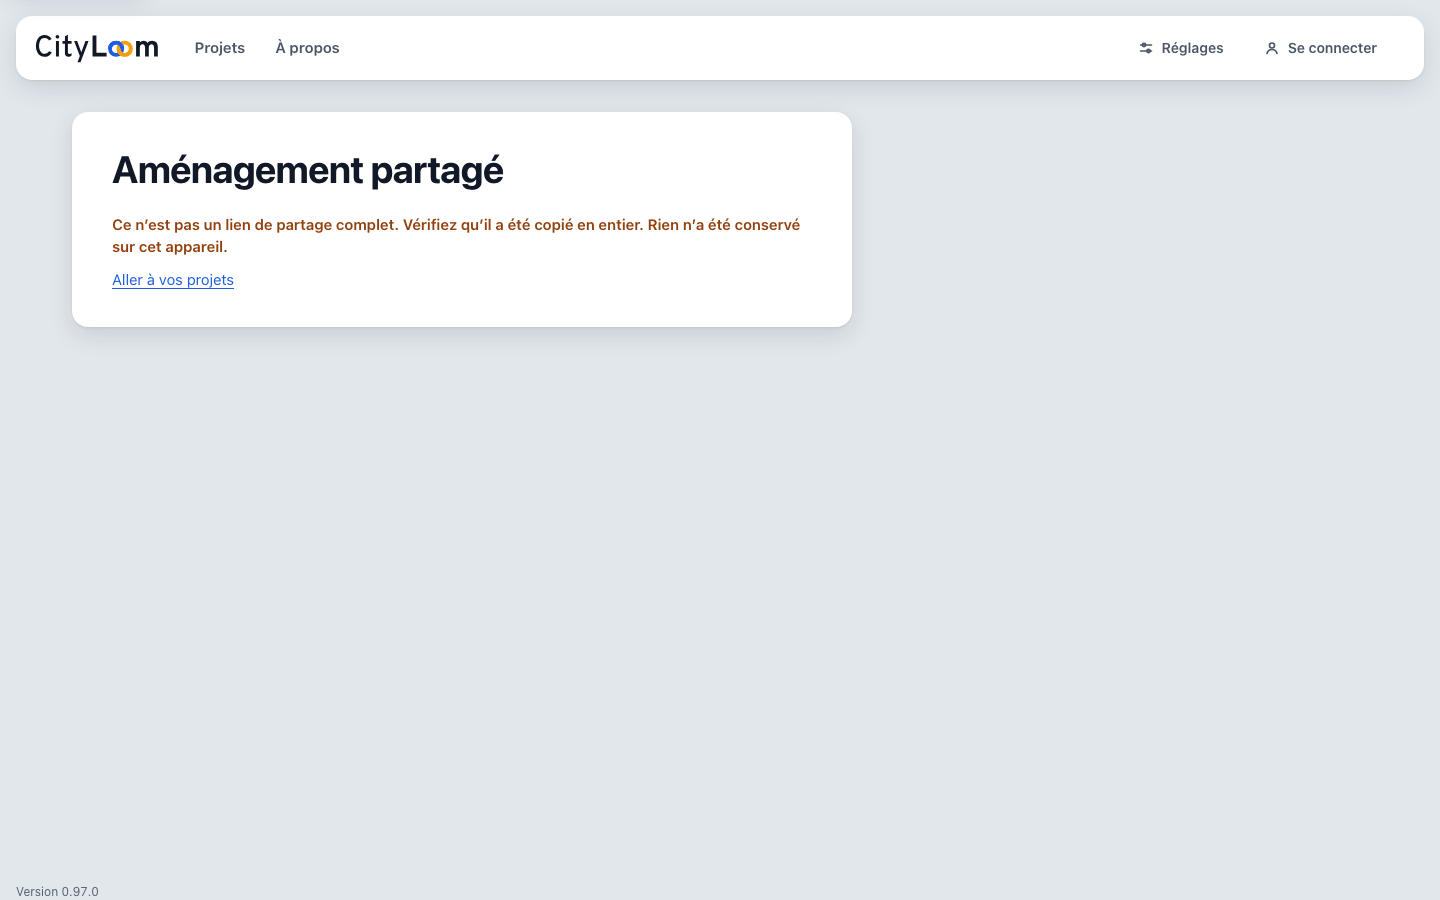 CityLoom
Projets
À propos
Réglages
Se connecter
Aménagement partagé
Ce n’est pas un lien de partage complet. Vérifiez qu’il a été copié en entier. Rien n’a été conservé
sur cet appareil.
Aller à vos projets
Version 0.97.0